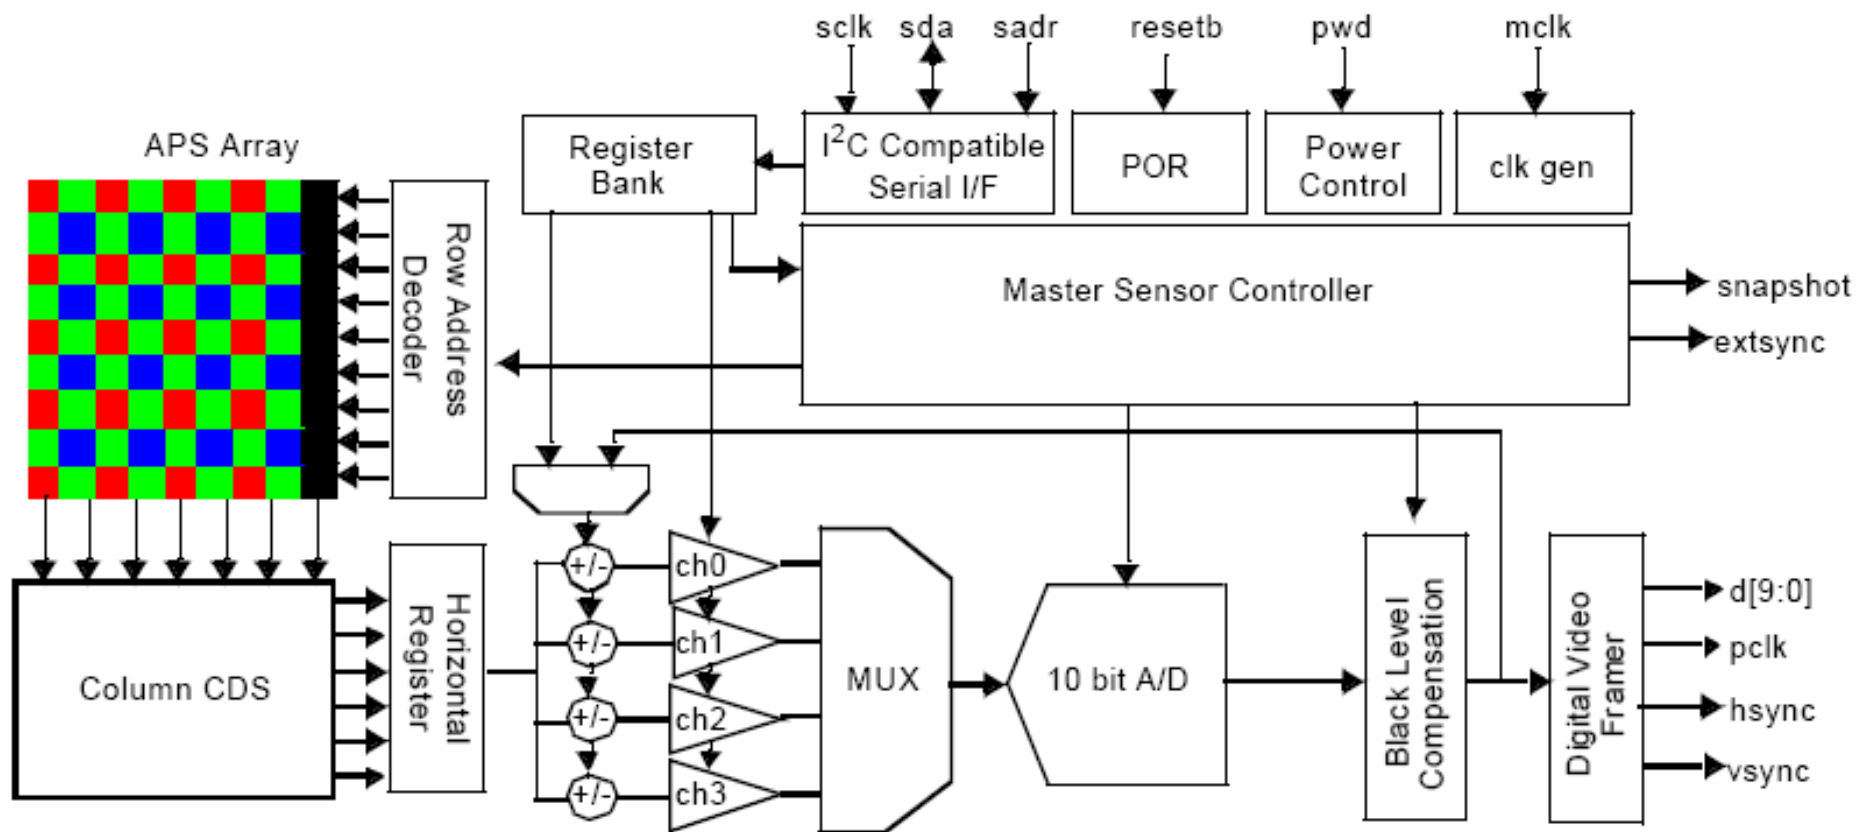 sclk sda sadr resetb pwd mclk
APS Array
Register
Bank
I²C Compatible
Serial I/F
POR
Power
Control
clk gen
Row Address
Decoder
Master Sensor Controller
snapshot
extsync
+/-
ch0
+/-
ch1
+/-
ch2
+/-
ch3
Column CDS
Horizontal
Register
MUX
10 bit A/D
Black Level
Compensation
Digital Video
Framer
d[9:0]
pclk
hsync
vsync